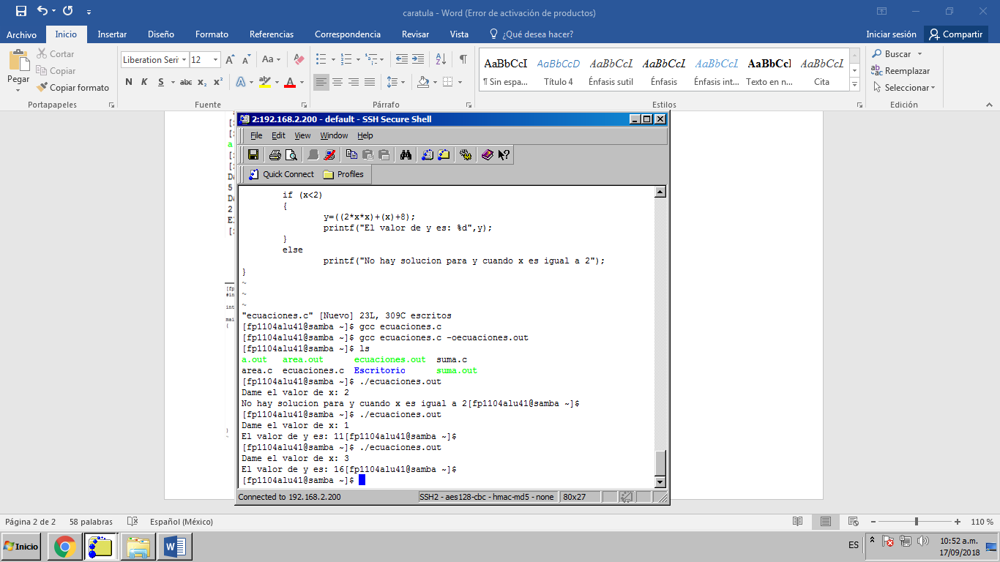 caratula - Word (Error de activación de productos)
Archivo Inicio Insertar Diseño Formato Referencias Correspondencia Revisar Vista ¿Qué desea hacer? Iniciar sesión Compartir
Pegar
Cortar
Copiar
Copiar formato
Portapapeles
Liberation Seri 12
N K S abc x₂ x²
Fuente
Párrafo
AaBbCcI AaBbCcD AaBbCcL AaBbCcL AaBbCcL AaBbCcI AaBbCcL
¶ Sin espa... Título 4 Énfasis sutil Énfasis Énfasis int... Texto en n... Cita
Estilos
Buscar
Reemplazar
Seleccionar
Edición
2:192.168.2.200 - default - SSH Secure Shell
File Edit View Window Help
Quick Connect Profiles
if (x<2)
{
y=((2*x*x)+(x)+8);
printf("El valor de y es: %d",y);
}
else
printf("No hay solucion para y cuando x es igual a 2");
}
~
~
~
"ecuaciones.c" [Nuevo] 23L, 309C escritos
[fp1104alu41@samba ~]$ gcc ecuaciones.c
[fp1104alu41@samba ~]$ gcc ecuaciones.c -oecuaciones.out
[fp1104alu41@samba ~]$ ls
a.out area.out ecuaciones.out suma.c
area.c ecuaciones.c Escritorio suma.out
[fp1104alu41@samba ~]$ ./ecuaciones.out
Dame el valor de x: 2
No hay solucion para y cuando x es igual a 2[fp1104alu41@samba ~]$
[fp1104alu41@samba ~]$ ./ecuaciones.out
Dame el valor de x: 1
El valor de y es: 11[fp1104alu41@samba ~]$
[fp1104alu41@samba ~]$ ./ecuaciones.out
Dame el valor de x: 3
El valor de y es: 16[fp1104alu41@samba ~]$
[fp1104alu41@samba ~]$
Connected to 192.168.2.200 SSH2 - aes128-cbc - hmac-md5 - none 80x27
Página 2 de 2 58 palabras Español (México) 110 %
Inicio ES 10:52 a.m.
17/09/2018